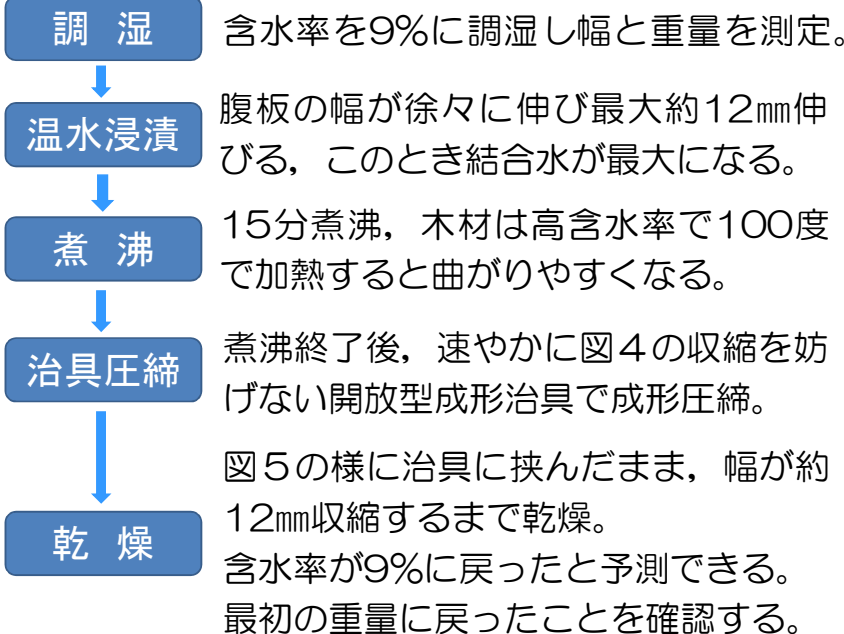 調 湿
含水率を9％に調湿し幅と重量を測定。
温水浸漬
腹板の幅が徐々に伸び最大約12㎜伸
びる，このとき結合水が最大になる。
煮 沸
15分煮沸，木材は高含水率で100度
で加熱すると曲がりやすくなる。
治具圧締
煮沸終了後，速やかに図４の収縮を妨
げない開放型成形治具で成形圧締。
乾 燥
図５の様に治具に挟んだまま，幅が約
12㎜収縮するまで乾燥。
含水率が9％に戻ったと予測できる。
最初の重量に戻ったことを確認する。